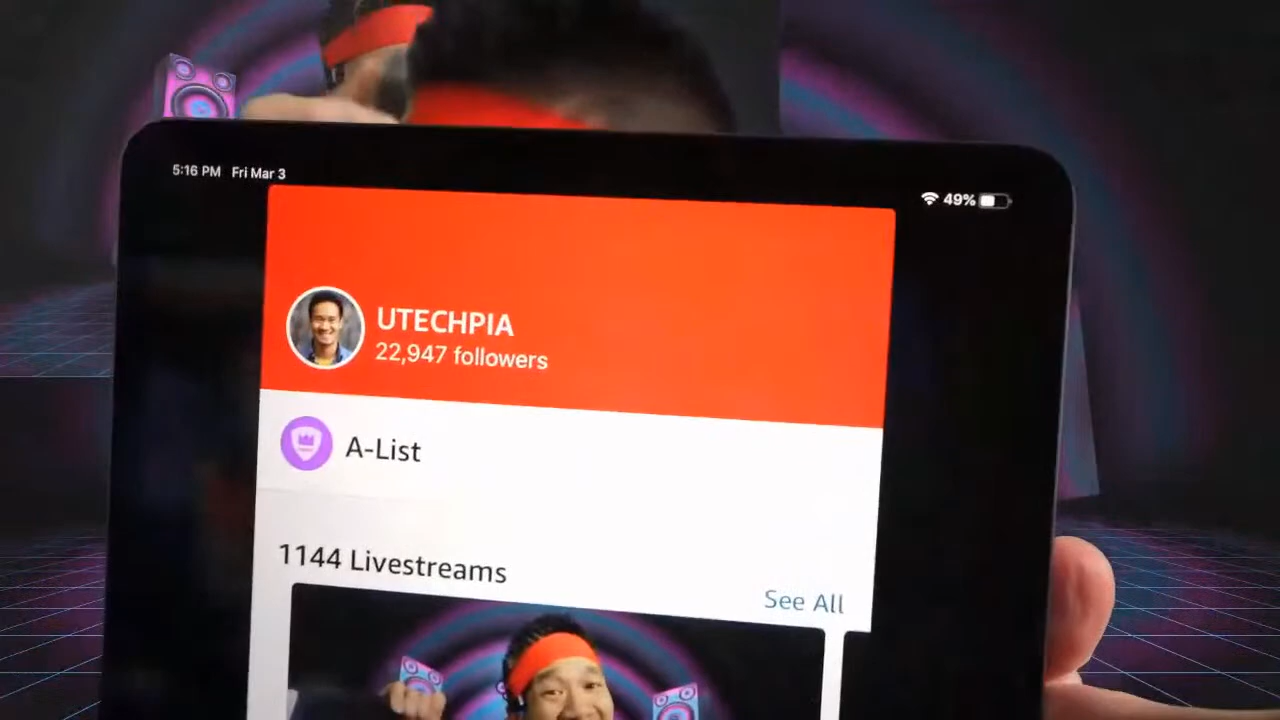 5:16 PM Fri Mar 3
49%
UTECHPIA
22,947 followers
A-List
1144 Livestreams
See All